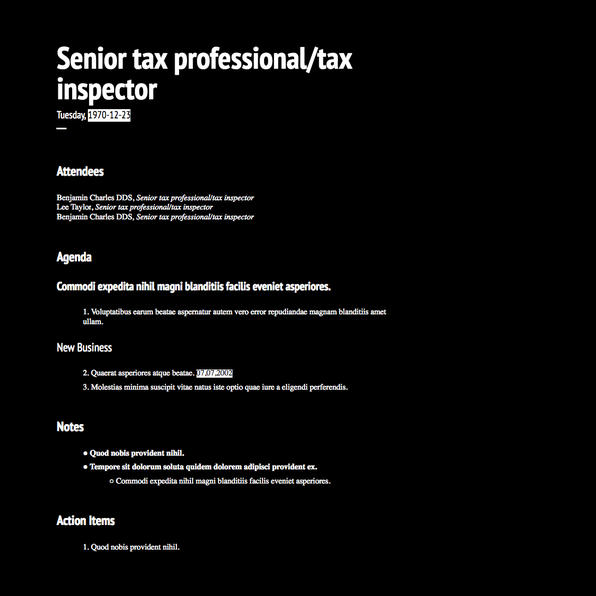 Senior tax professional/tax
inspector
Tuesday, 1970-12-23
Attendees
Benjamin Charles DDS, Senior tax professional/tax inspector
Lee Taylor, Senior tax professional/tax inspector
Benjamin Charles DDS, Senior tax professional/tax inspector
Agenda
Commodi expedita nihil magni blanditiis facilis eveniet asperiores.
1. Voluptatibus earum beatae aspernatur autem vero error repudiandae magnam blanditiis amet
ullam.
New Business
2. Quaerat asperiores atque beatae. 07.07.2002
3. Molestias minima suscipit vitae natus iste optio quae iure a eligendi perferendis.
Notes
● Quod nobis provident nihil.
● Tempore sit dolorum soluta quidem dolorem adipisci provident ex.
○ Commodi expedita nihil magni blanditiis facilis eveniet asperiores.
Action Items
1. Quod nobis provident nihil.